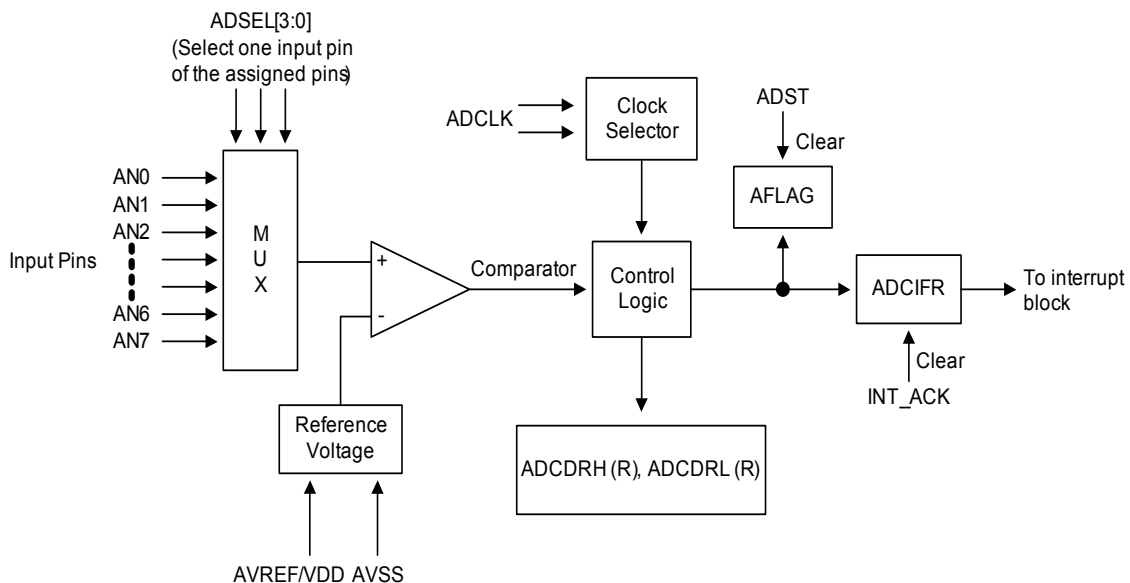 ADSEL[3:0]
(Select one input pin
of the assigned pins)
ADCLK
Clock
Selector
ADST
Clear
AFLAG
AN0
AN1
AN2
Input Pins
AN6
AN7
M
U
X
+
-
Comparator
Control
Logic
ADCIFR
To interrupt
block
Clear
INT_ACK
Reference
Voltage
ADCDRH (R), ADCDRL (R)
AVREF/VDD
AVSS